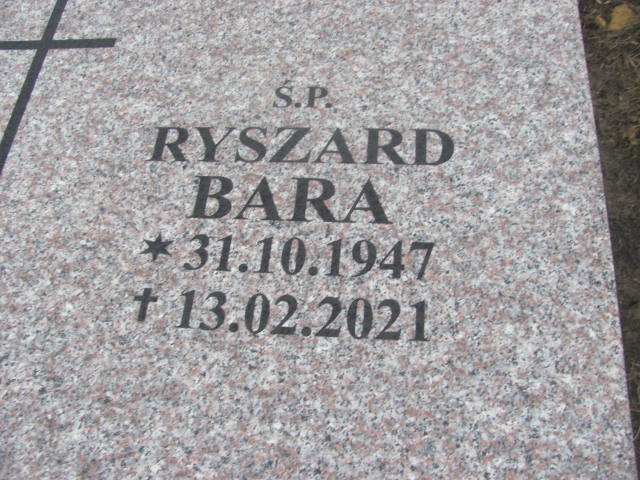 Ś.P.
RYSZARD
BARA
* 31.10.1947
† 13.02.2021